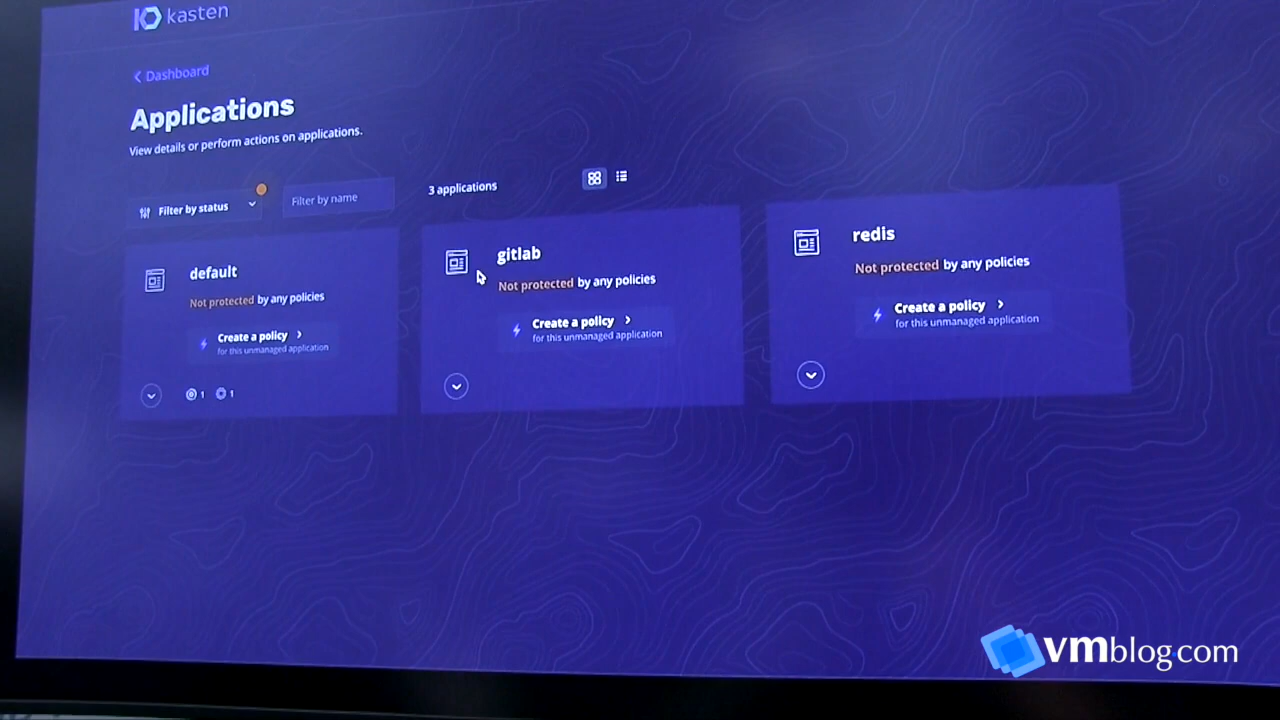 kasten
Dashboard
Applications
View details or perform actions on applications.
Filter by status
Filter by name
3 applications
default
Not protected by any policies
Create a policy
for this unmanaged application
1 1
gitlab
Not protected by any policies
Create a policy
for this unmanaged application
redis
Not protected by any policies
Create a policy
for this unmanaged application
vmblog.com